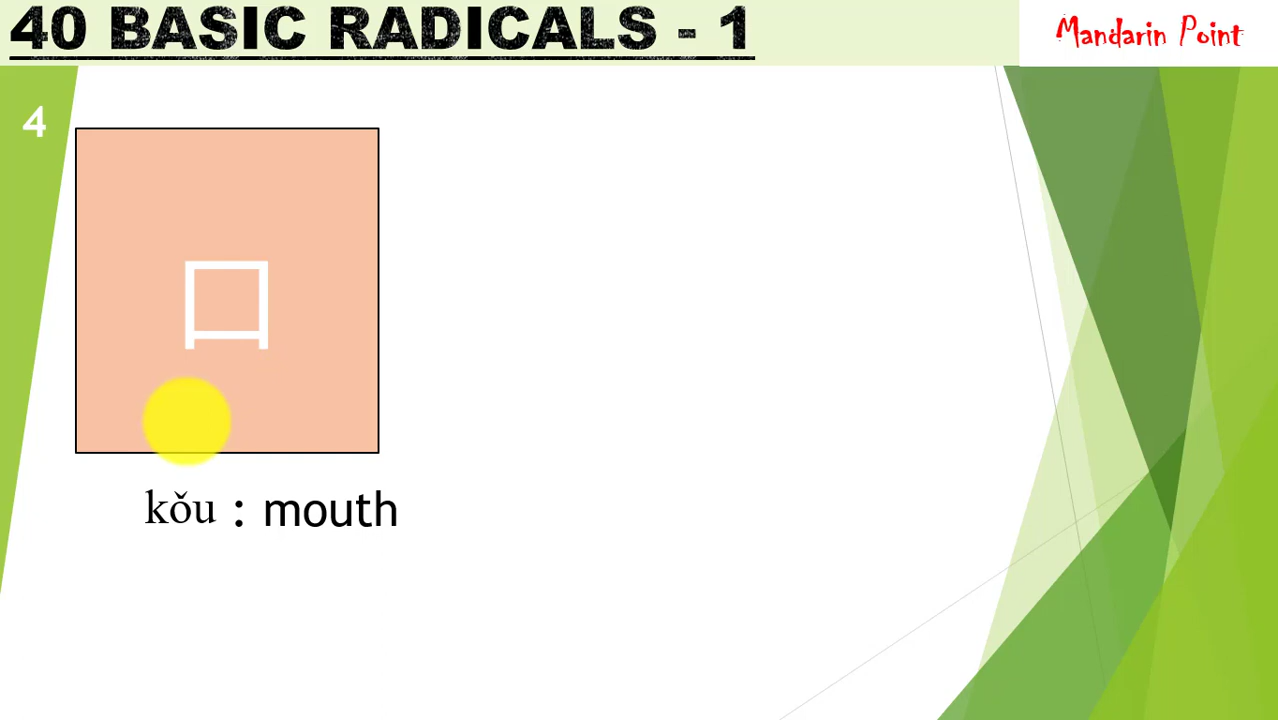 40 BASIC RADICALS - 1
Mandarin Point
4
口
kǒu : mouth